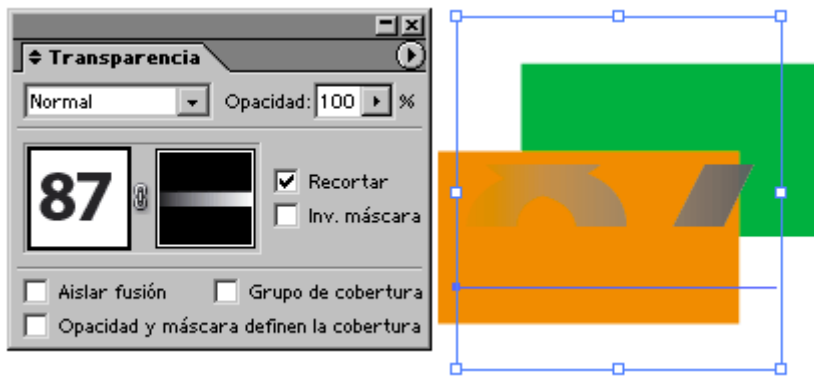 Transparencia
Normal Opacidad: 100 %
87
Recortar
Inv. máscara
Aislar fusión Grupo de cobertura
Opacidad y máscara definen la cobertura